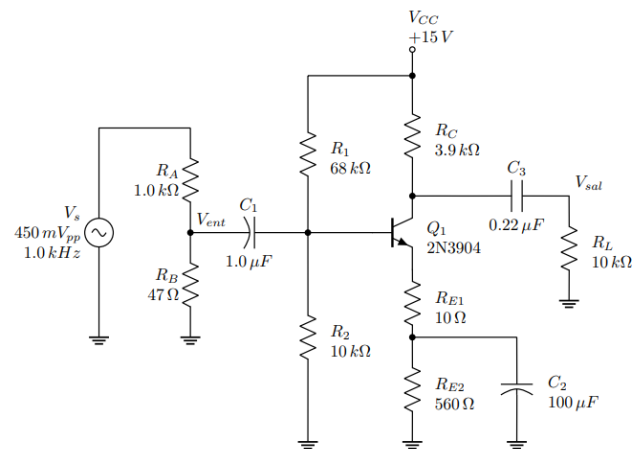 V_CC
+15 V
R_A
1.0 kΩ
V_s
450 mV_pp
1.0 kHz
V_ent
R_B
47 Ω
C_1
1.0 μF
R_1
68 kΩ
R_2
10 kΩ
R_C
3.9 kΩ
Q_1
2N3904
R_E1
10 Ω
R_E2
560 Ω
C_2
100 μF
C_3
0.22 μF
V_sal
R_L
10 kΩ